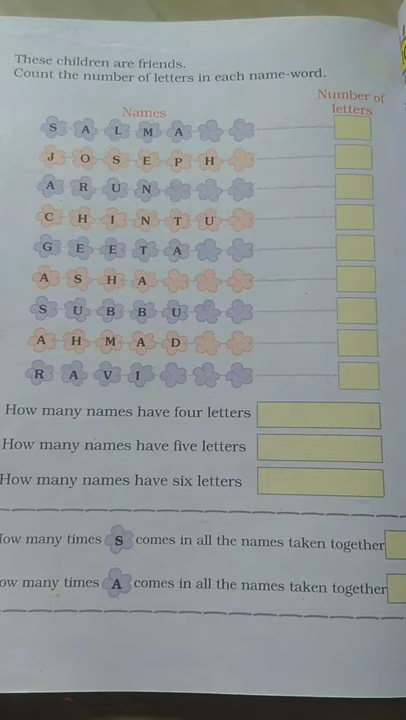 These children are friends.
Count the number of letters in each name-word.
Names
Number of
letters
S A L M A
J O S E P H
A R U N
C H I N T U
G E E T A
A S H A
S U B B U
A H M A D
R A V I
How many names have four letters
How many names have five letters
How many names have six letters
How many times S comes in all the names taken together
ow many times A comes in all the names taken together